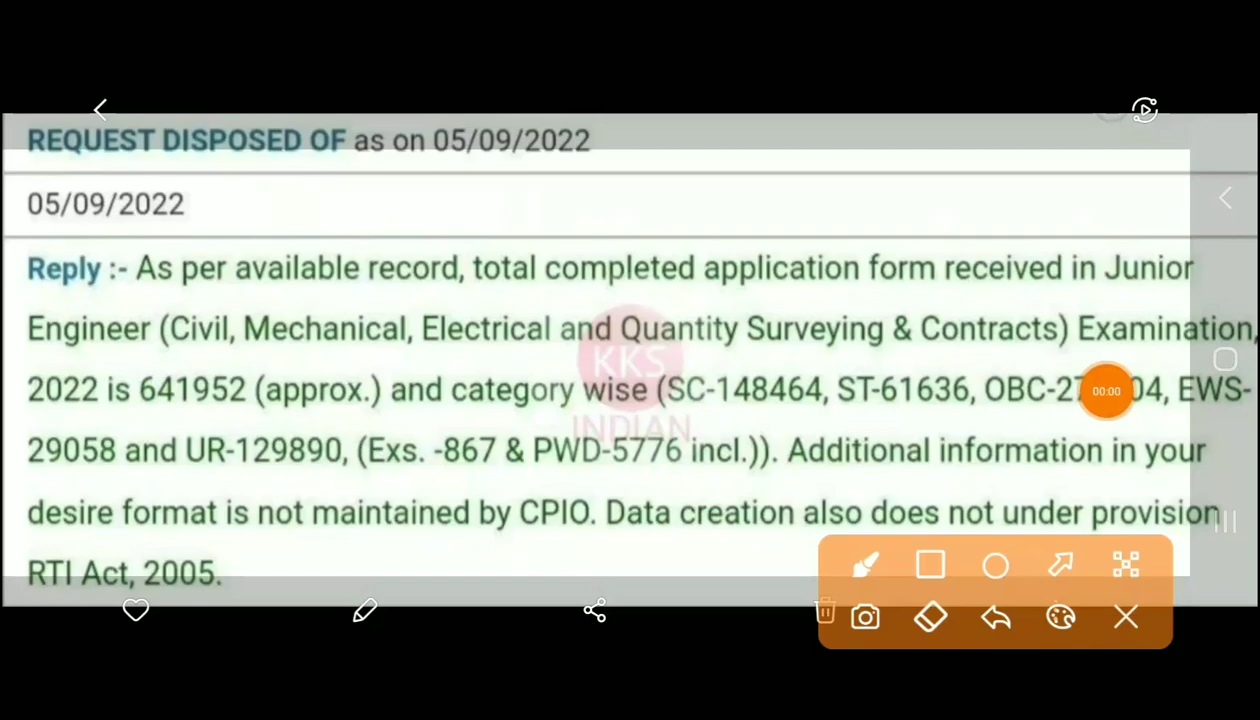 REQUEST DISPOSED OF as on 05/09/2022
05/09/2022
Reply :- As per available record, total completed application form received in Junior
Engineer (Civil, Mechanical, Electrical and Quantity Surveying & Contracts) Examination,
2022 is 641952 (approx.) and category wise (SC-148464, ST-61636, EWS-
29058 and UR-129890, (Exs. -867 & PWD-5776 incl.)). Additional information in your
desire format is not maintained by CPIO. Data creation also does not under provision
RTI Act, 2005.
KKS
INDIAN
00:00